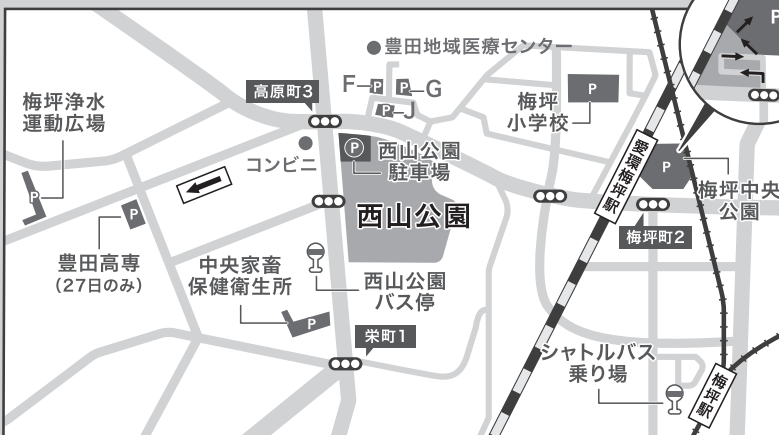 豊田地域医療センター
高原町3
F
P
P
G
P
J
梅坪
小学校
P
P
梅坪浄水
運動広場
P
コンビニ
P
西山公園
駐車場
愛環梅坪駅
P
梅坪中央
公園
西山公園
梅坪町2
P
豊田高専
(27日のみ)
中央家畜
保健衛生所
P
西山公園
バス停
栄町1
シャトルバス
乗り場
梅坪駅